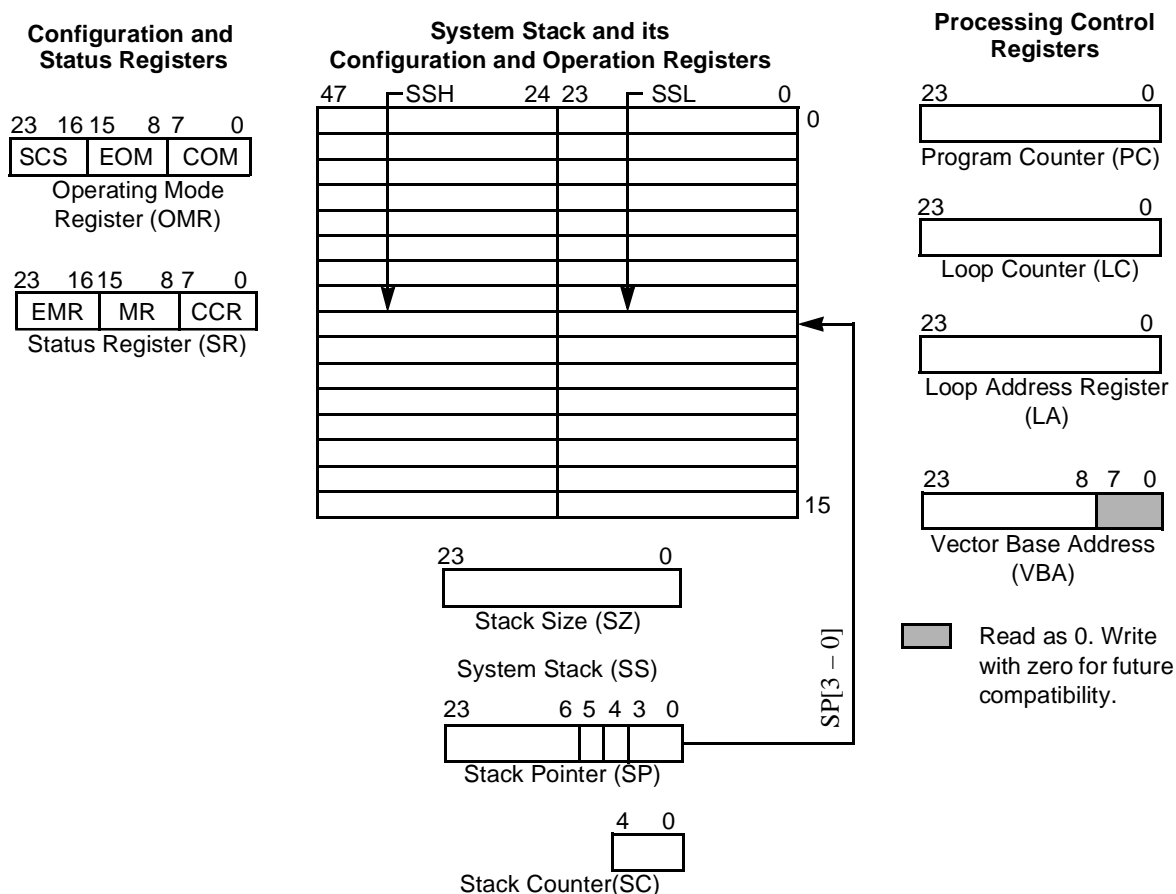 Configuration and
Status Registers
23 16 15 8 7 0
SCS EOM COM
Operating Mode
Register (OMR)
23 16 15 8 7 0
EMR MR CCR
Status Register (SR)
System Stack and its
Configuration and Operation Registers
47 SSH 24 23 SSL 0
0
15
23 0
Stack Size (SZ)
System Stack (SS)
23 6 5 4 3 0
Stack Pointer (SP)
SP[3 – 0]
4 0
Stack Counter(SC)
Processing Control
Registers
23 0
Program Counter (PC)
23 0
Loop Counter (LC)
23 0
Loop Address Register
(LA)
23 8 7 0
Vector Base Address
(VBA)
Read as 0. Write
with zero for future
compatibility.